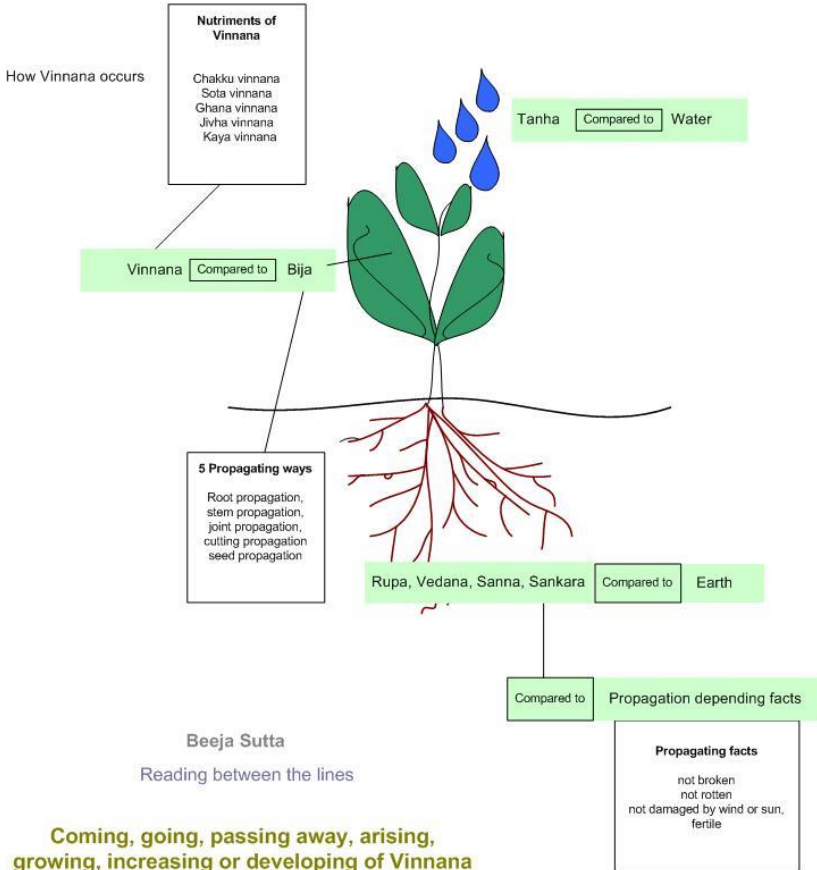 Nutriments of
Vinnana
How Vinnana occurs
Chakku vinnana
Sota vinnana
Ghana vinnana
Jivha vinnana
Kaya vinnana
Tanha Compared to Water
Vinnana Compared to Bija
5 Propagating ways
Root propagation,
stem propagation,
joint propagation,
cutting propagation
seed propagation
Rupa, Vedana, Sanna, Sankara Compared to Earth
Compared to Propagation depending facts
Propagating facts
not broken
not rotten
not damaged by wind or sun,
fertile
Beeja Sutta
Reading between the lines
Coming, going, passing away, arising,
growing, increasing or developing of Vinnana